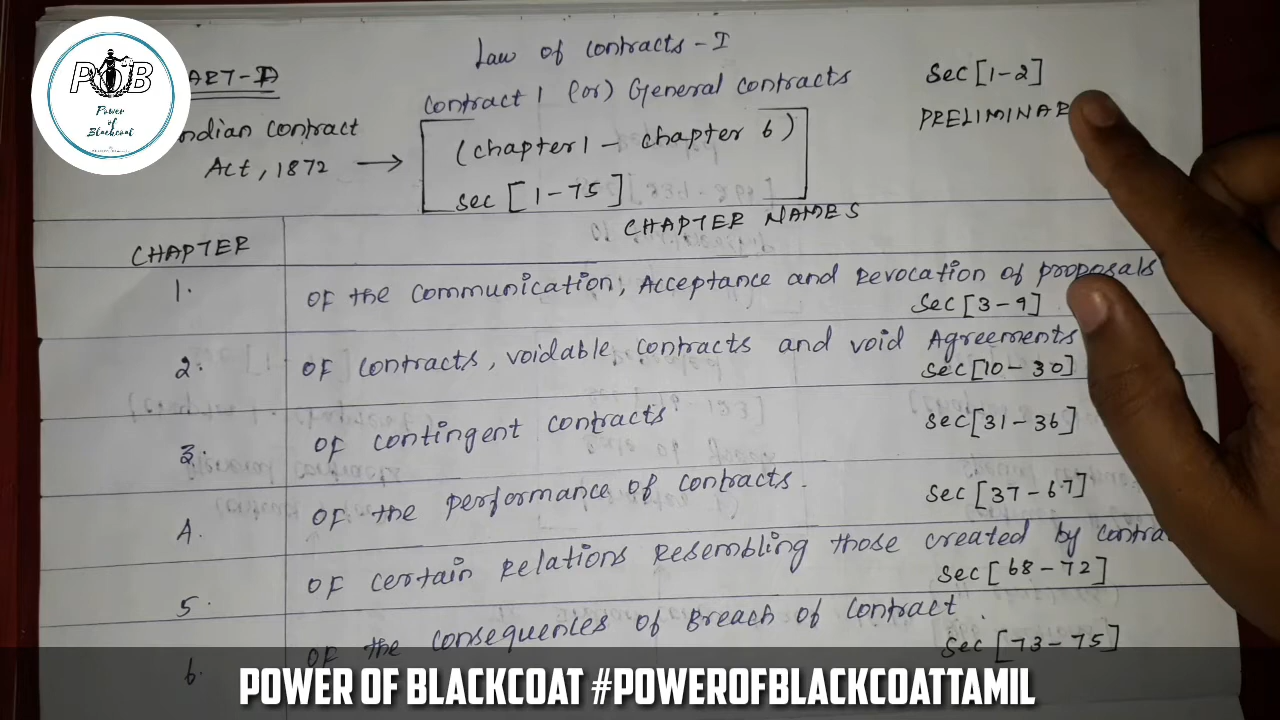 Law of contracts - I
POB
Power
of
Blackcoat
ART-IA
Contract 1 (or) General contracts
Sec [1-2]
PRELIMINAR
ndian contract
Act, 1872 →
(chapter 1 - chapter 6)
sec [1-75]
CHAPTER
CHAPTER NAMES
1.
of the communication, Acceptance and Revocation of proposals
Sec [3-9]
2.
of contracts, voidable contracts and void Agreements
Sec [10-30]
3.
of contingent contracts
Sec [31-36]
4.
of the performance of contracts.
Sec [37-67]
5.
of certain Relations Resembling those created by contra
Sec [68-72]
6.
of the consequences of Breach of contract.
Sec [73-75]
POWER OF BLACKCOAT #POWEROFBLACKCOATTAMIL